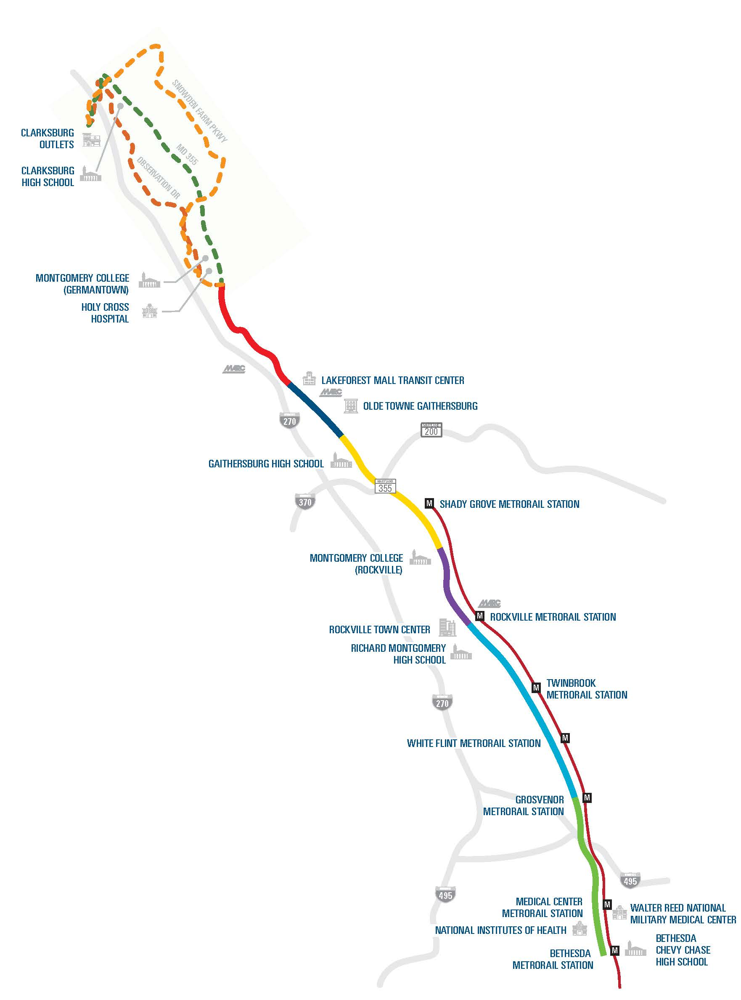 SNOWDEN FARM PKWY
MD 355
OBSERVATION DR
CLARKSBURG
OUTLETS
CLARKSBURG
HIGH SCHOOL
MONTGOMERY COLLEGE
(GERMANTOWN)
HOLY CROSS
HOSPITAL
MARC
LAKEFOREST MALL TRANSIT CENTER
MARC
OLDE TOWNE GAITHERSBURG
270
200
GAITHERSBURG HIGH SCHOOL
MARYLAND
355
370
M
SHADY GROVE METRORAIL STATION
MONTGOMERY COLLEGE
(ROCKVILLE)
MARC
M
ROCKVILLE METRORAIL STATION
ROCKVILLE TOWN CENTER
RICHARD MONTGOMERY
HIGH SCHOOL
M
TWINBROOK
METRORAIL STATION
270
M
WHITE FLINT METRORAIL STATION
M
GROSVENOR
METRORAIL STATION
495
495
MEDICAL CENTER
METRORAIL STATION
M
WALTER REED NATIONAL
MILITARY MEDICAL CENTER
NATIONAL INSTITUTES OF HEALTH
BETHESDA
METRORAIL STATION
M
BETHESDA
CHEVY CHASE
HIGH SCHOOL